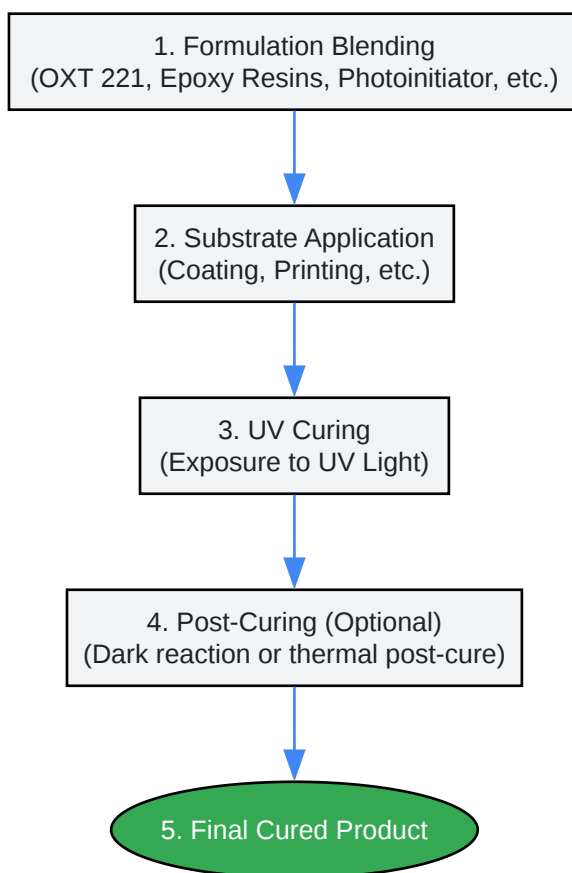 1. Formulation Blending
(OXT 221, Epoxy Resins, Photoinitiator, etc.)
2. Substrate Application
(Coating, Printing, etc.)
3. UV Curing
(Exposure to UV Light)
4. Post-Curing (Optional)
(Dark reaction or thermal post-cure)
5. Final Cured Product